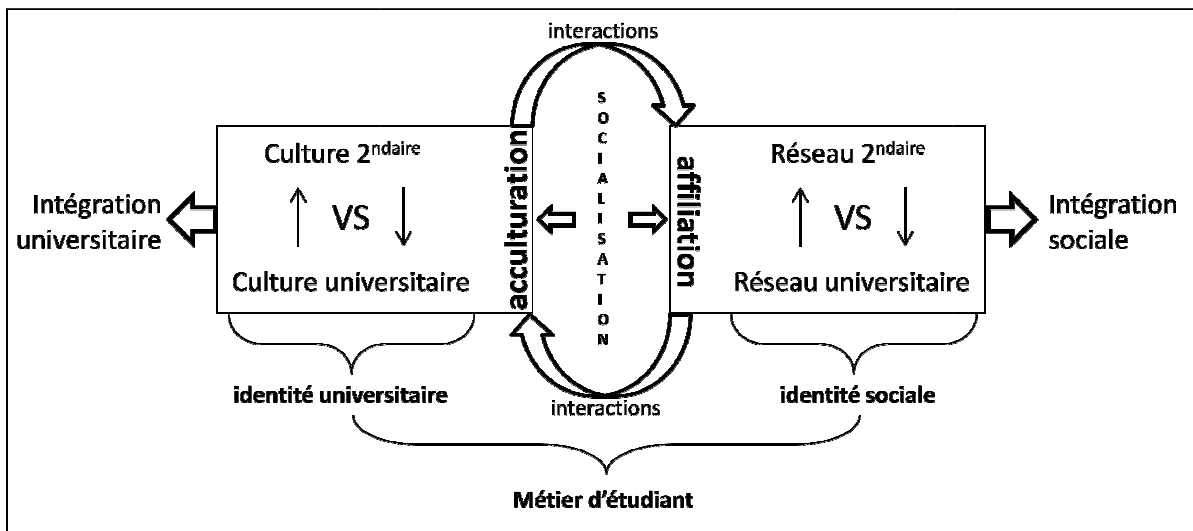 interactions
SOCIALISATION
Culture 2ndaire
VS
Culture universitaire
acculturation
affiliation
Réseau 2ndaire
VS
Réseau universitaire
Intégration
universitaire
Intégration
sociale
identité universitaire
interactions
identité sociale
Métier d'étudiant